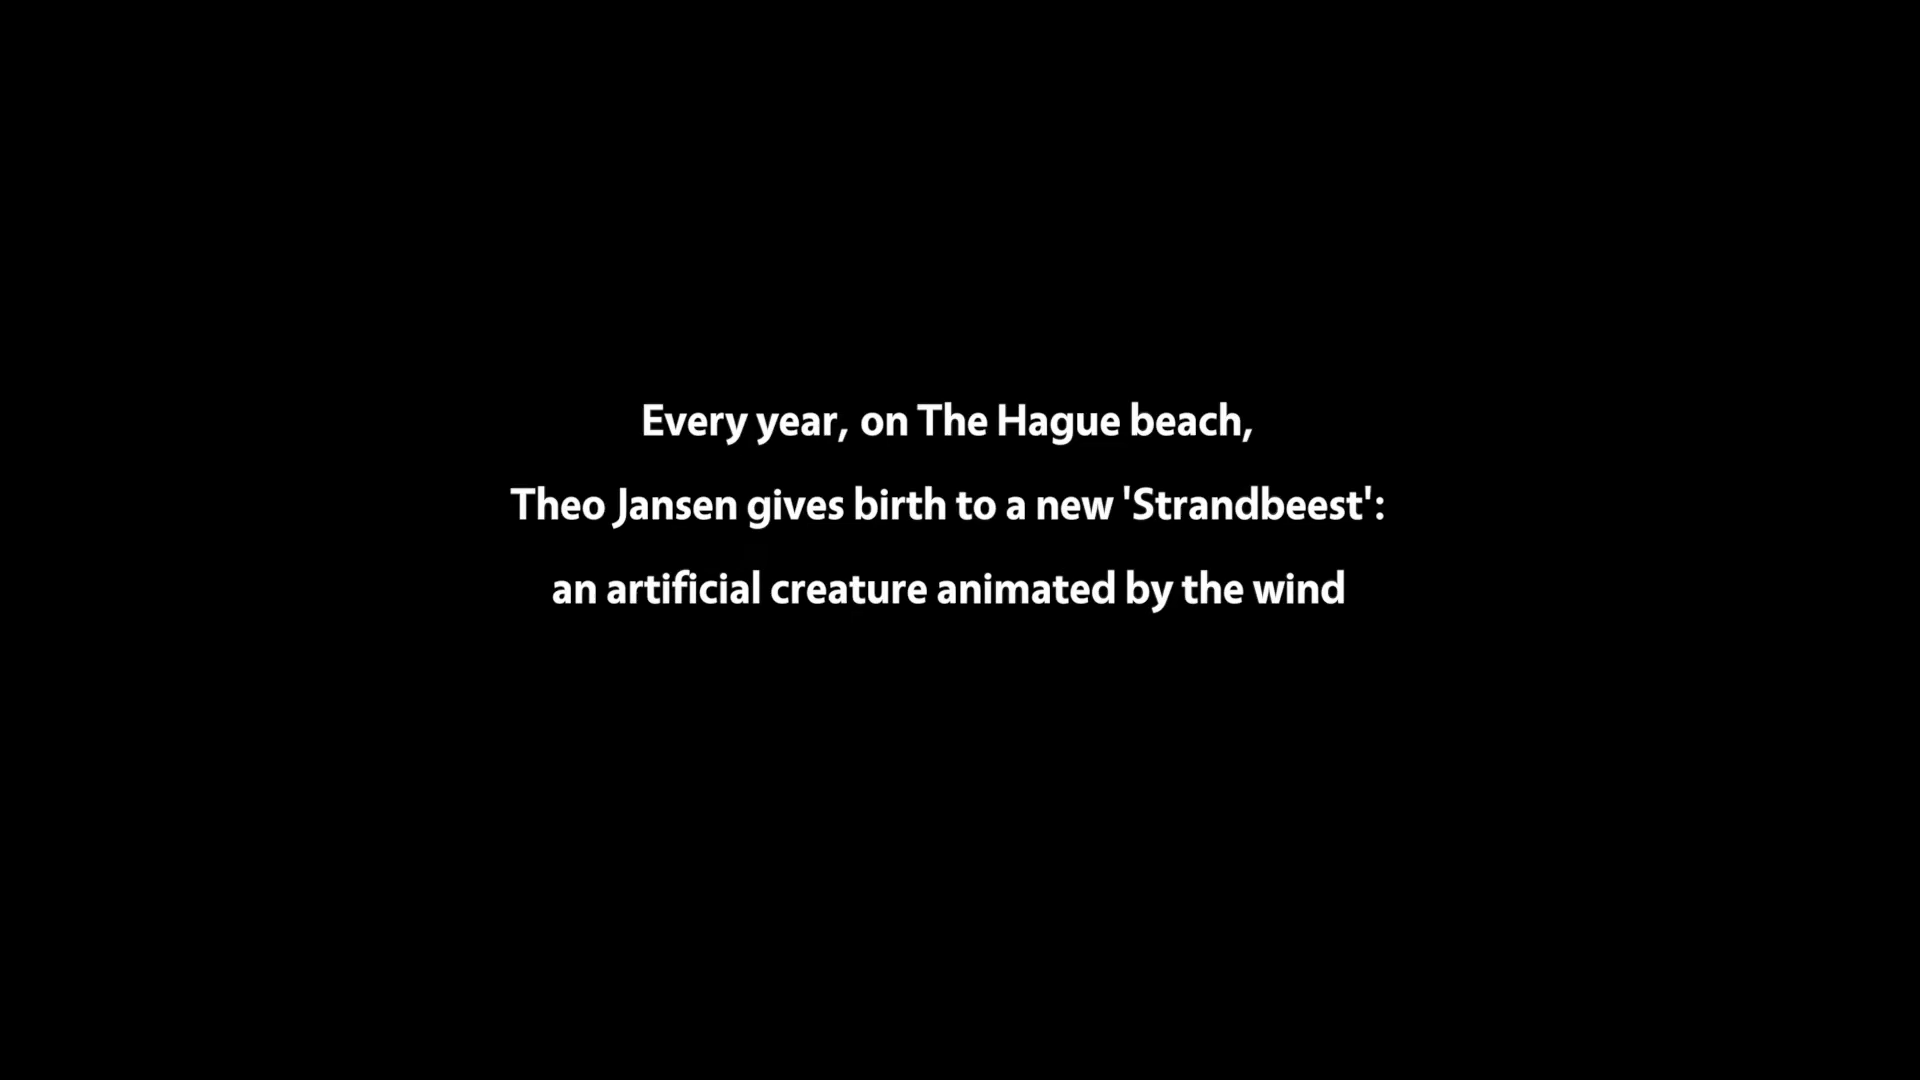 Every year, on The Hague beach,
Theo Jansen gives birth to a new 'Strandbeest':
an artificial creature animated by the wind